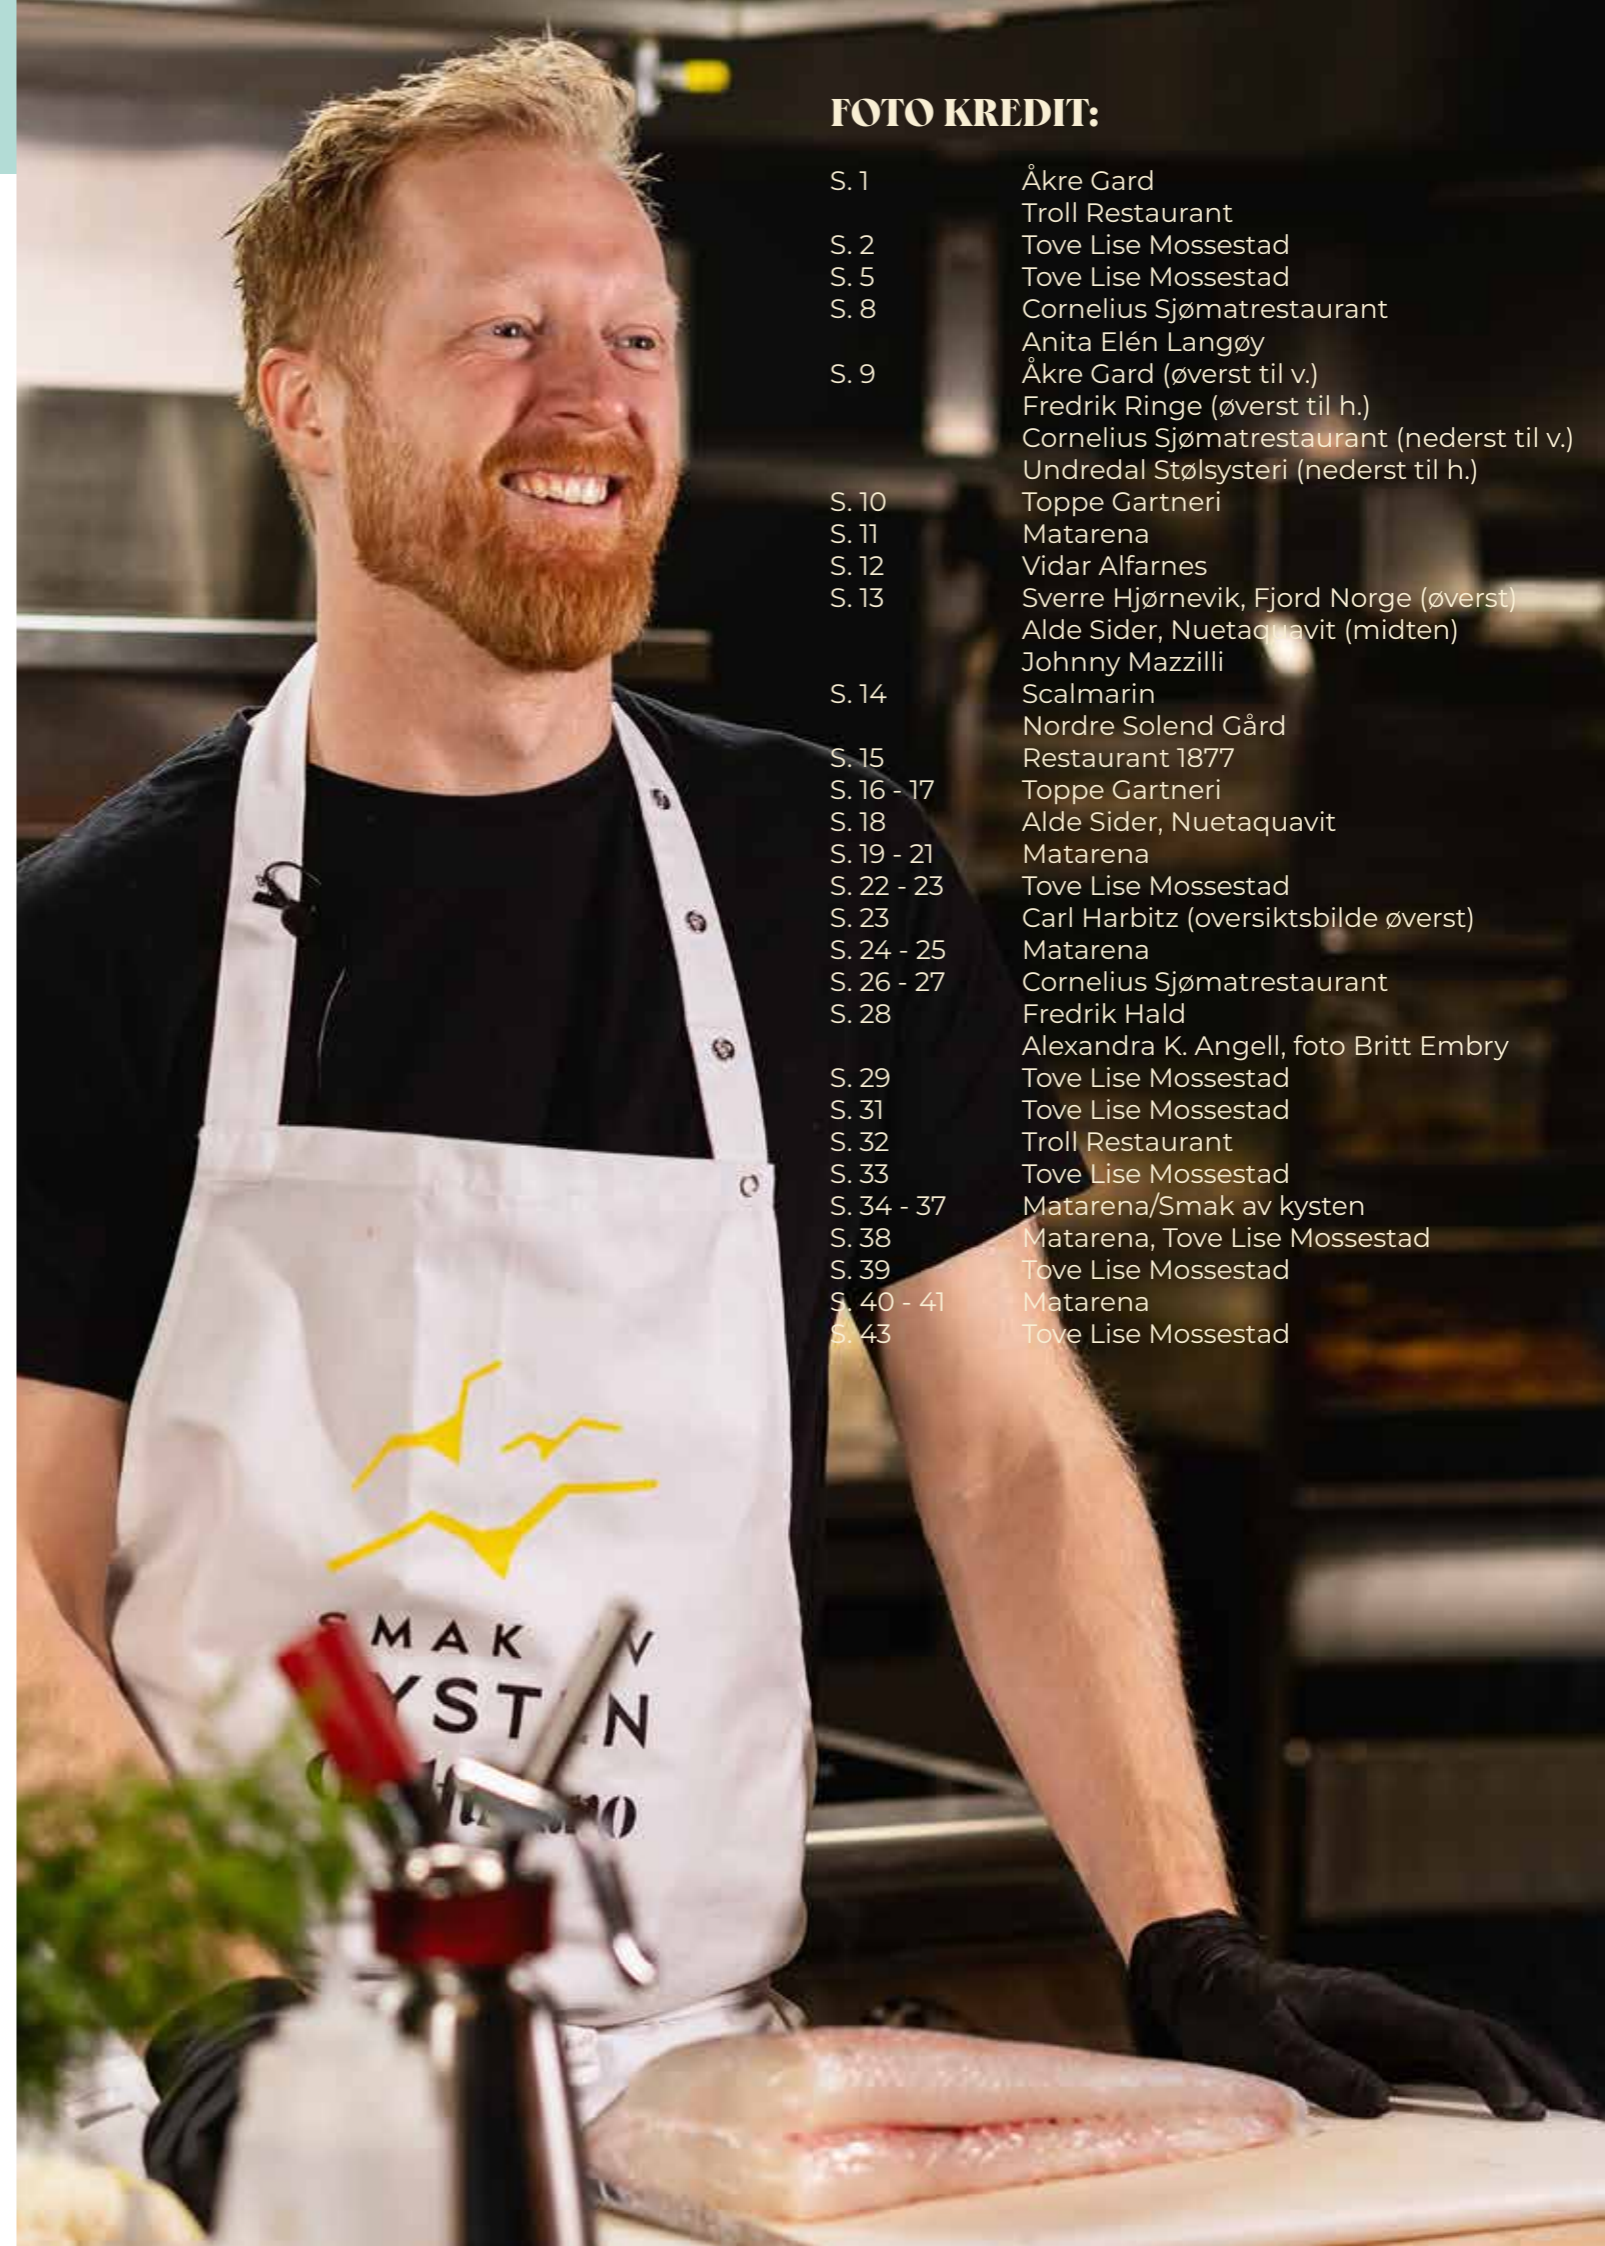 FOTO KREDIT:
S. 1 Åkre Gard
Troll Restaurant
S. 2 Tove Lise Mossestad
S. 5 Tove Lise Mossestad
S. 8 Cornelius Sjømatrestaurant
Anita Elén Langøy
S. 9 Åkre Gard (øverst til v.)
Fredrik Ringe (øverst til h.)
Cornelius Sjømatrestaurant (nederst til v.)
Undredal Stølsysteri (nederst til h.)
S. 10 Toppe Gartneri
S. 11 Matarena
S. 12 Vidar Alfarnes
S. 13 Sverre Hjørnevik, Fjord Norge (øverst)
Alde Sider, Nuetaquavit (midten)
Johnny Mazzilli
S. 14 Scalmarin
Nordre Solend Gård
S. 15 Restaurant 1877
S. 16 - 17 Toppe Gartneri
S. 18 Alde Sider, Nuetaquavit
S. 19 - 21 Matarena
S. 22 - 23 Tove Lise Mossestad
S. 23 Carl Harbitz (oversiktsbilde øverst)
S. 24 - 25 Matarena
S. 26 - 27 Cornelius Sjømatrestaurant
S. 28 Fredrik Hald
Alexandra K. Angell, foto Britt Embry
S. 29 Tove Lise Mossestad
S. 31 Tove Lise Mossestad
S. 32 Troll Restaurant
S. 33 Tove Lise Mossestad
S. 34 - 37 Matarena/Smak av kysten
S. 38 Matarena, Tove Lise Mossestad
S. 39 Tove Lise Mossestad
S. 40 - 41 Matarena
S. 43 Tove Lise Mossestad
SMAK